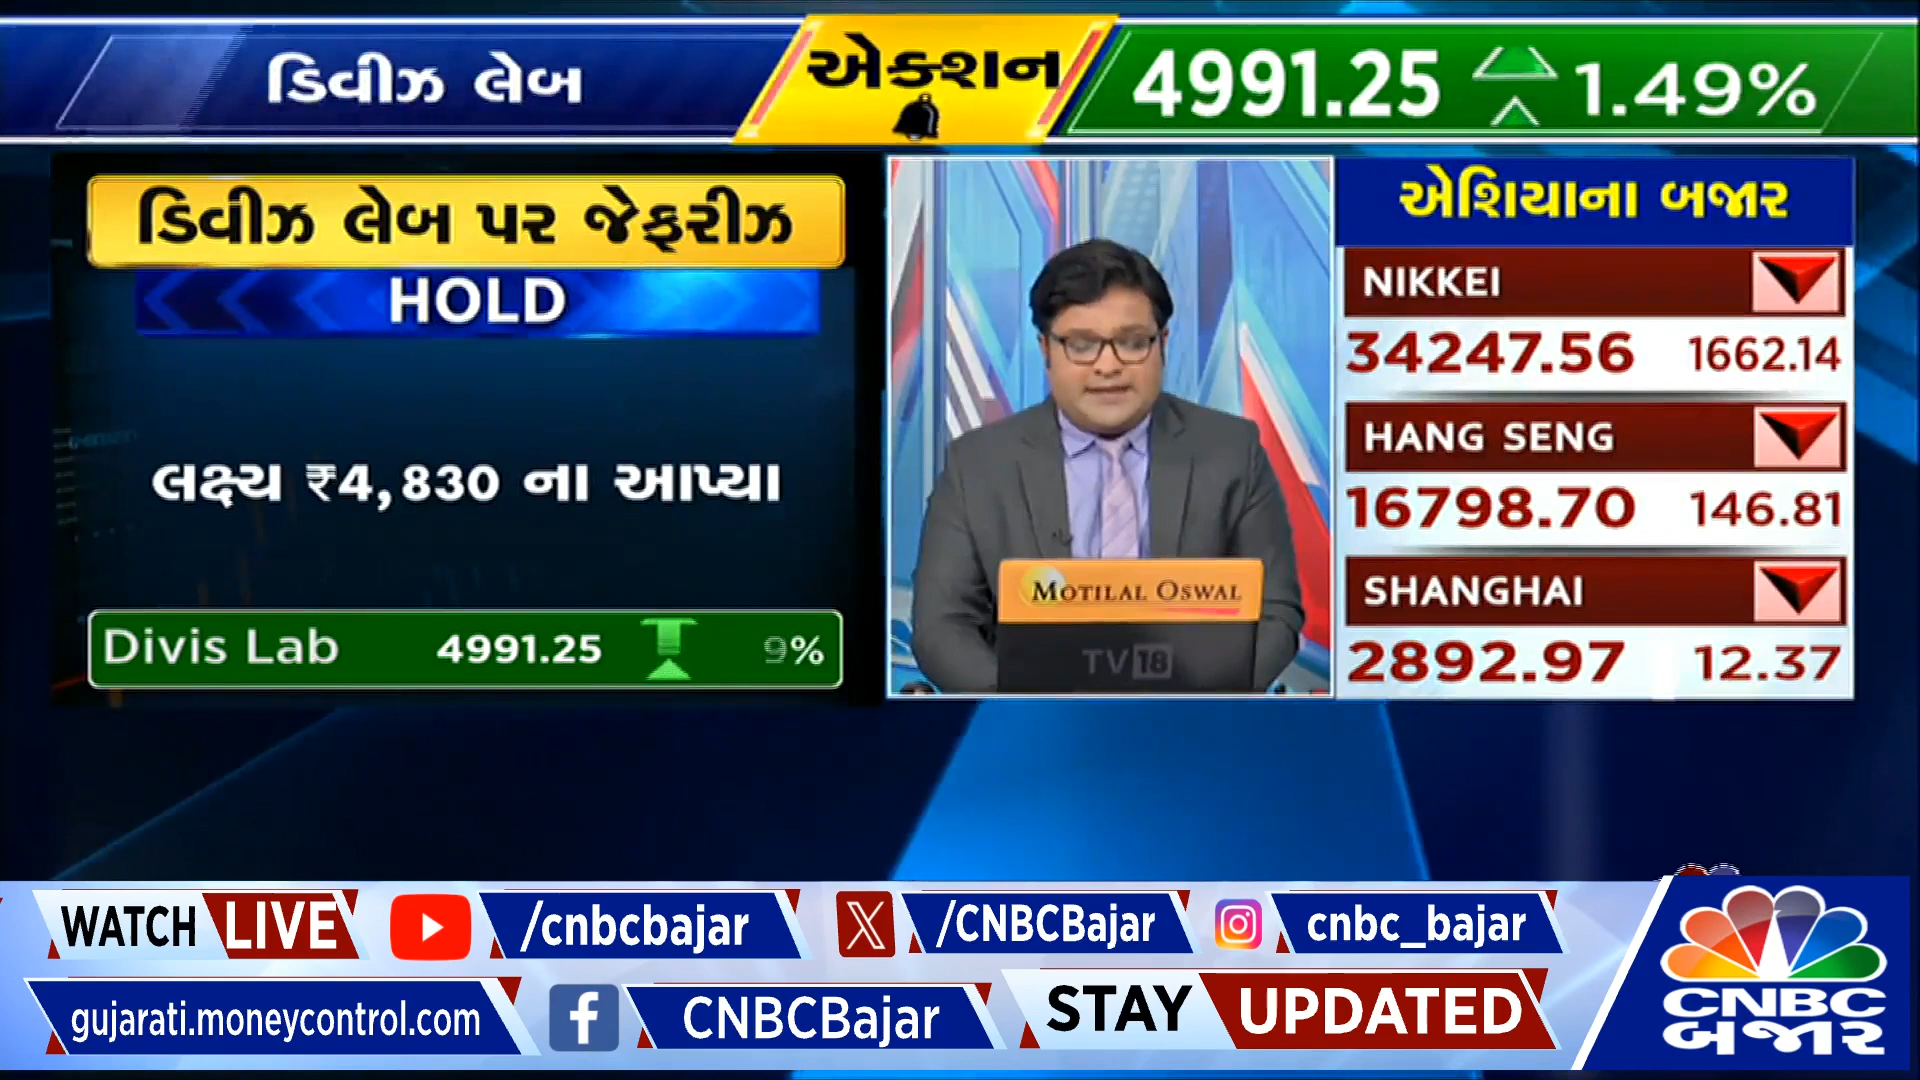 ડિવીઝ લેબ
એક્શન
4991.25 1.49%
ડિવીઝ લેબ પર જેફરીઝ
HOLD
લક્ષ્ય ₹4,830 ના આપ્યા
Divis Lab 4991.25 9%
MOTILAL OSWAL
TV18
એશિયાના બજાર
NIKKEI
34247.56 1662.14
HANG SENG
16798.70 146.81
SHANGHAI
2892.97 12.37
WATCH LIVE /cnbcbajar /CNBCBajar cnbc_bajar
gujarati.moneycontrol.com CNBCBajar STAY UPDATED
CNBC
બજાર